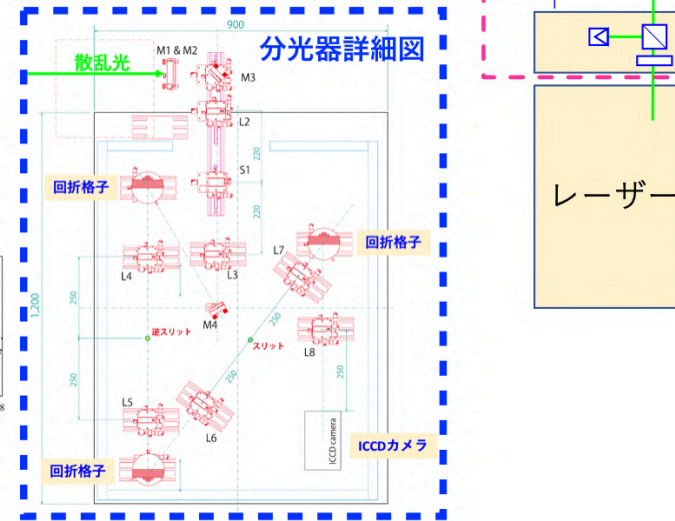 900
分光器詳細図
散乱光
M1 & M2
M3
L2
220
S1
回折格子
220
回折格子
L7
L4
L3
1,200
250
M4
逆スリット
スリット
250
L8
250
250
250
L5
L6
ICCD camera
ICCDカメラ
回折格子
レーザー
8